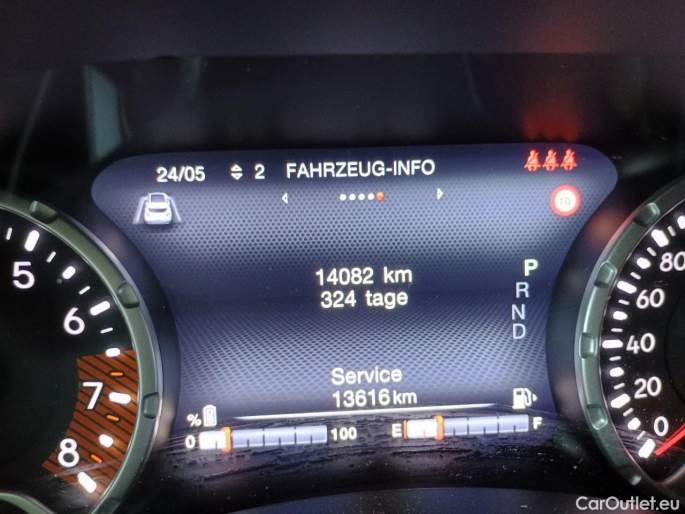 24/05 2 FAHRZEUG-INFO
10
14082 km
324 tage
P
R
N
D
Service
13616 km
%
0 100 E F
5
6
7
8
80
60
40
20
0
CarOutlet.eu